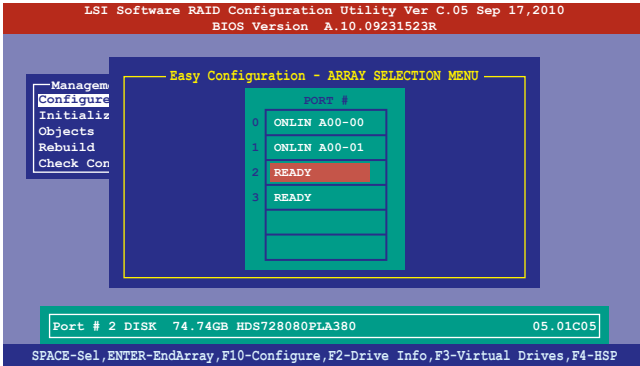 LSI Software RAID Configuration Utility Ver C.05 Sep 17,2010
BIOS Version A.10.09231523R
Easy Configuration - ARRAY SELECTION MENU
Managem
Configure
Initializ
Objects
Rebuild
Check Con
PORT #
0 ONLIN A00-00
1 ONLIN A00-01
2 READY
3 READY
Port # 2 DISK 74.74GB HDS728080PLA380 05.01C05
SPACE-Sel,ENTER-EndArray,F10-Configure,F2-Drive Info,F3-Virtual Drives,F4-HSP